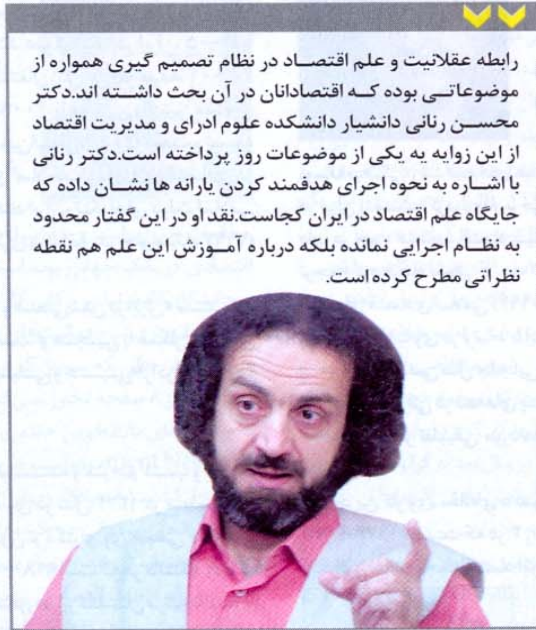 رابطه عقلانیت و علم اقتصاد در نظام تصمیم گیری همواره از
موضوعاتی بوده که اقتصادانان در آن بحث داشته اند.دکتر
محسن رنانی دانشیار دانشکده علوم ادرای و مدیریت اقتصاد
از این زوایه یه یکی از موضوعات روز پرداخته است.دکتر رنانی
با اشاره به نحوه اجرای هدفمند کردن یارانه ها نشان داده که
جایگاه علم اقتصاد در ایران کجاست.نقد او در این گفتار محدود
به نظام اجرایی نمانده بلکه درباره آموزش این علم هم نقطه
نظراتی مطرح کرده است.